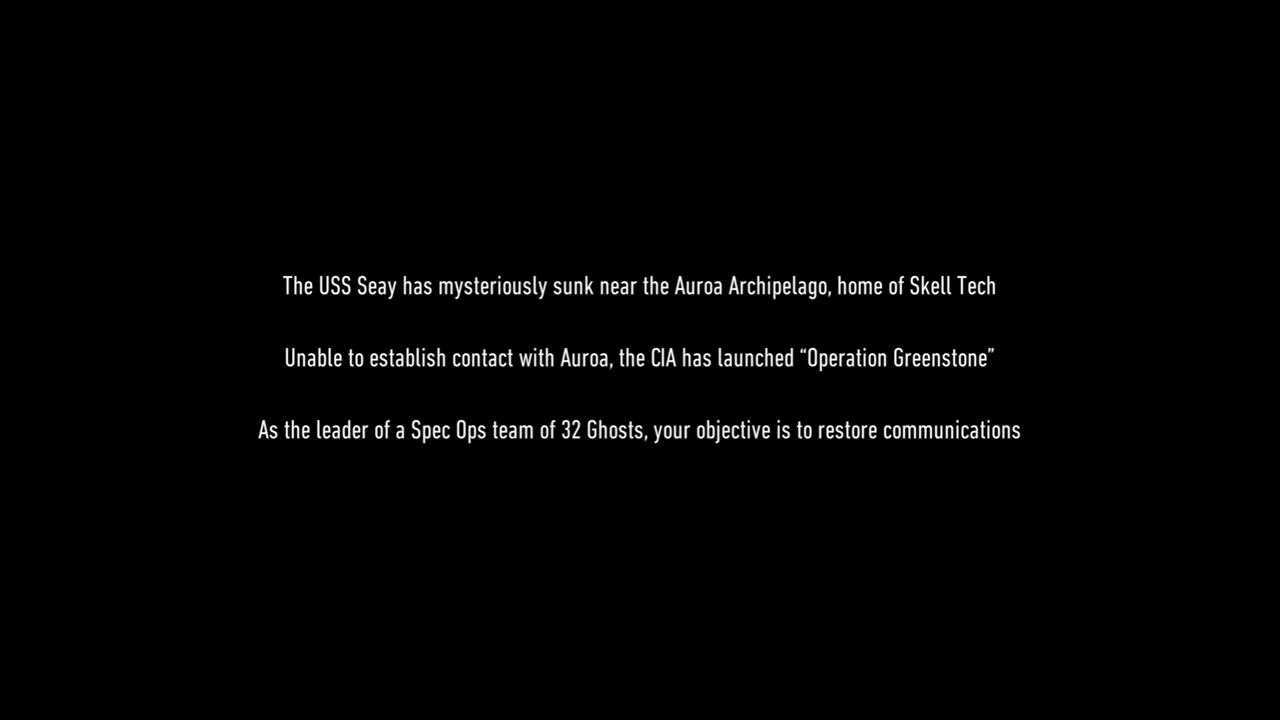 The USS Seay has mysteriously sunk near the Auroa Archipelago, home of Skell Tech
Unable to establish contact with Auroa, the CIA has launched “Operation Greenstone”
As the leader of a Spec Ops team of 32 Ghosts, your objective is to restore communications